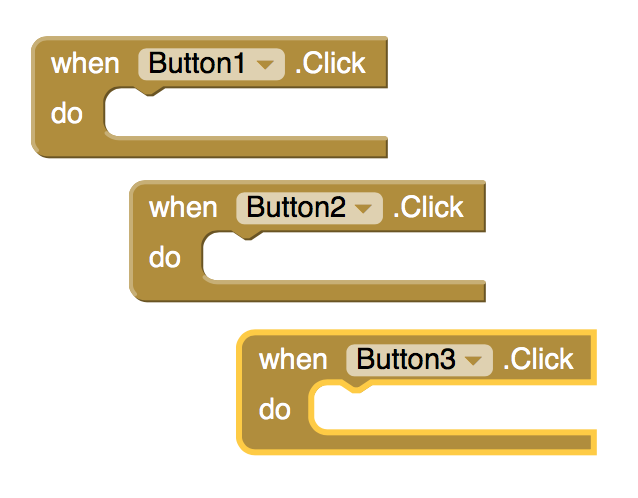 when Button1 .Click
do
when Button2 .Click
do
when Button3 .Click
do